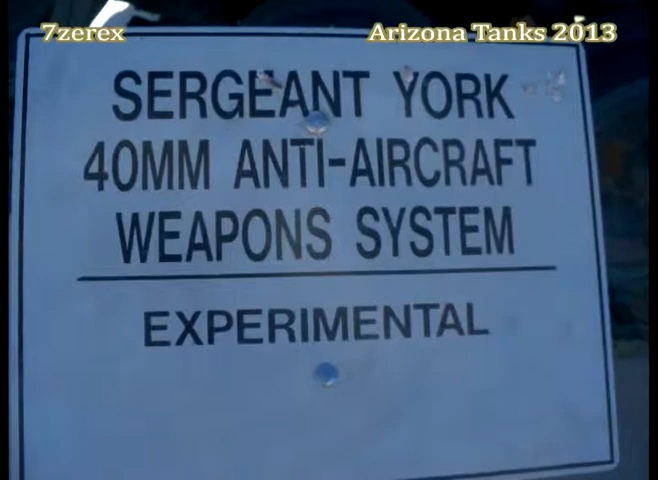 7zerex
Arizona Tanks 2013
SERGEANT YORK
40MM ANTI-AIRCRAFT
WEAPONS SYSTEM
EXPERIMENTAL